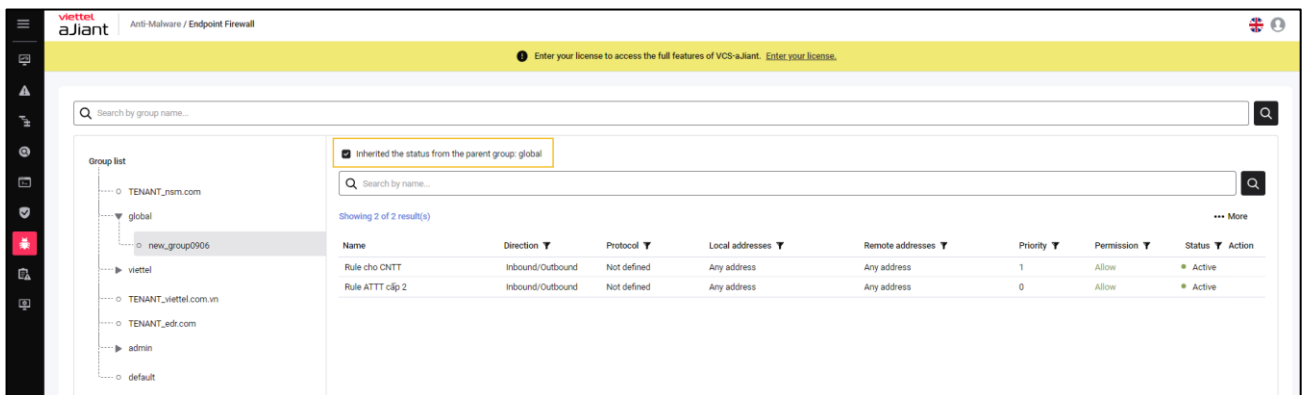 viettel
aJiant
Anti-Malware / Endpoint Firewall
Enter your license to access the full features of VCS-aJiant. Enter your license.
Search by group name...
Group list
TENANT_nsm.com
global
new_group0906
viettel
TENANT_viettel.com.vn
TENANT_edr.com
admin
default
Inherited the status from the parent group: global
Search by name...
Showing 2 of 2 result(s)
••• More
Name Direction Protocol Local addresses Remote addresses Priority Permission Status Action
Rule cho CNTT Inbound/Outbound Not defined Any address Any address 1 Allow Active
Rule ATTT cấp 2 Inbound/Outbound Not defined Any address Any address 0 Allow Active